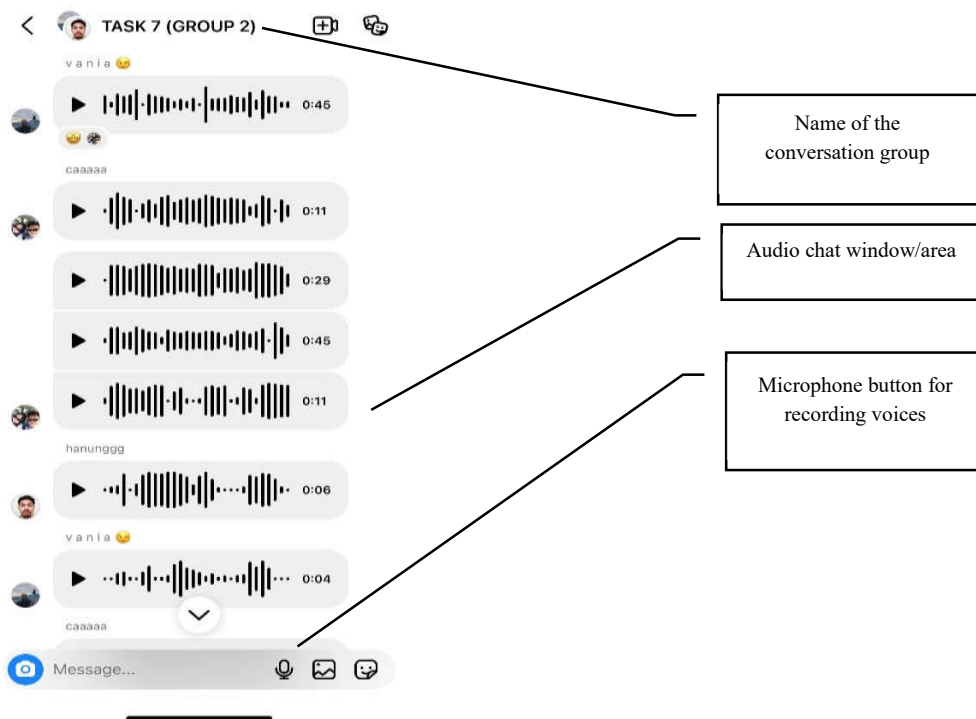 TASK 7 (GROUP 2)
vania
0:45
caaaaa
0:11
0:29
0:45
0:11
hanunggg
0:06
vania
0:04
caaaaa
Message...
Name of the
conversation group
Audio chat window/area
Microphone button for
recording voices